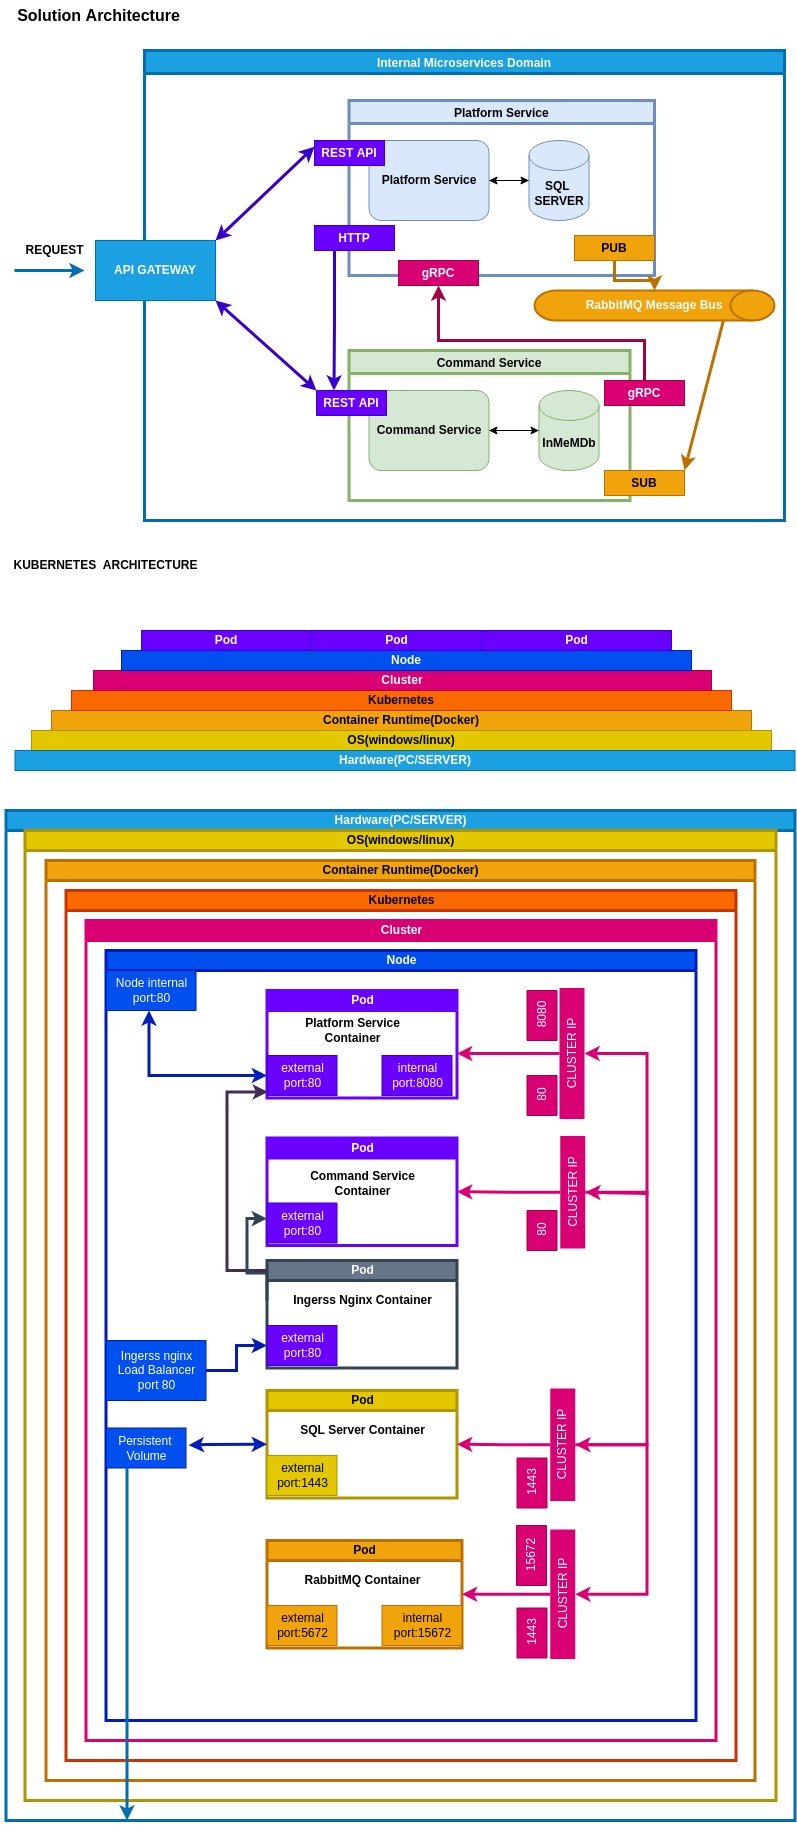 Solution Architecture
Internal Microservices Domain
Platform Service
REST API
Platform Service
SQL
SERVER
REQUEST
HTTP
PUB
API GATEWAY
gRPC
RabbitMQ Message Bus
Command Service
REST API
gRPC
Command Service
InMeMDb
SUB
KUBERNETES ARCHITECTURE
Pod
Pod
Pod
Node
Cluster
Kubernetes
Container Runtime(Docker)
OS(windows/linux)
Hardware(PC/SERVER)
Hardware(PC/SERVER)
OS(windows/linux)
Container Runtime(Docker)
Kubernetes
Cluster
Node
Node internal
port:80
Pod
Platform Service
Container
external
port:80
internal
port:8080
8080
80
CLUSTER IP
Pod
Command Service
Container
external
port:80
80
CLUSTER IP
Pod
Ingerss Nginx Container
external
port:80
Ingerss nginx
Load Balancer
port 80
Pod
SQL Server Container
external
port:1443
Persistent
Volume
1443
CLUSTER IP
Pod
RabbitMQ Container
external
port:5672
internal
port:15672
15672
1443
CLUSTER IP